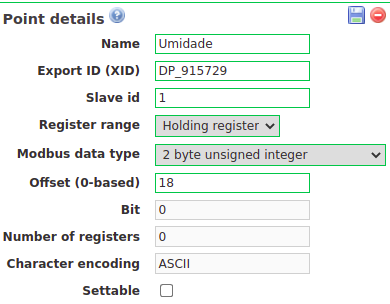 Point details
Name Umidade
Export ID (XID) DP_915729
Slave id 1
Register range Holding register
Modbus data type 2 byte unsigned integer
Offset (0-based) 18
Bit 0
Number of registers 0
Character encoding ASCII
Settable